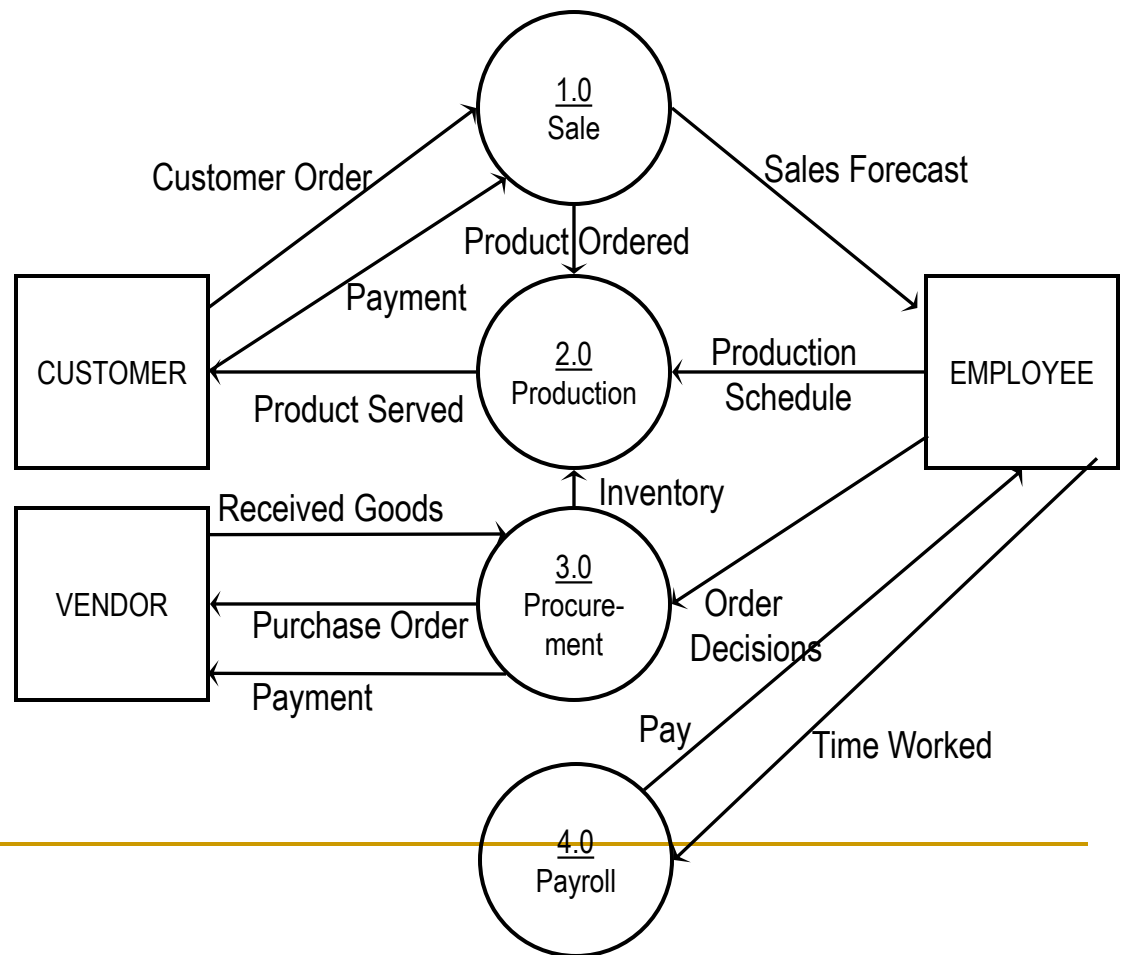 1.0
Sale
Customer Order
Sales Forecast
Product Ordered
Payment
CUSTOMER
2.0
Production
Production
Schedule
EMPLOYEE
Product Served
Received Goods
Inventory
VENDOR
3.0
Procure-
ment
Purchase Order
Order
Decisions
Payment
Pay
Time Worked
4.0
Payroll